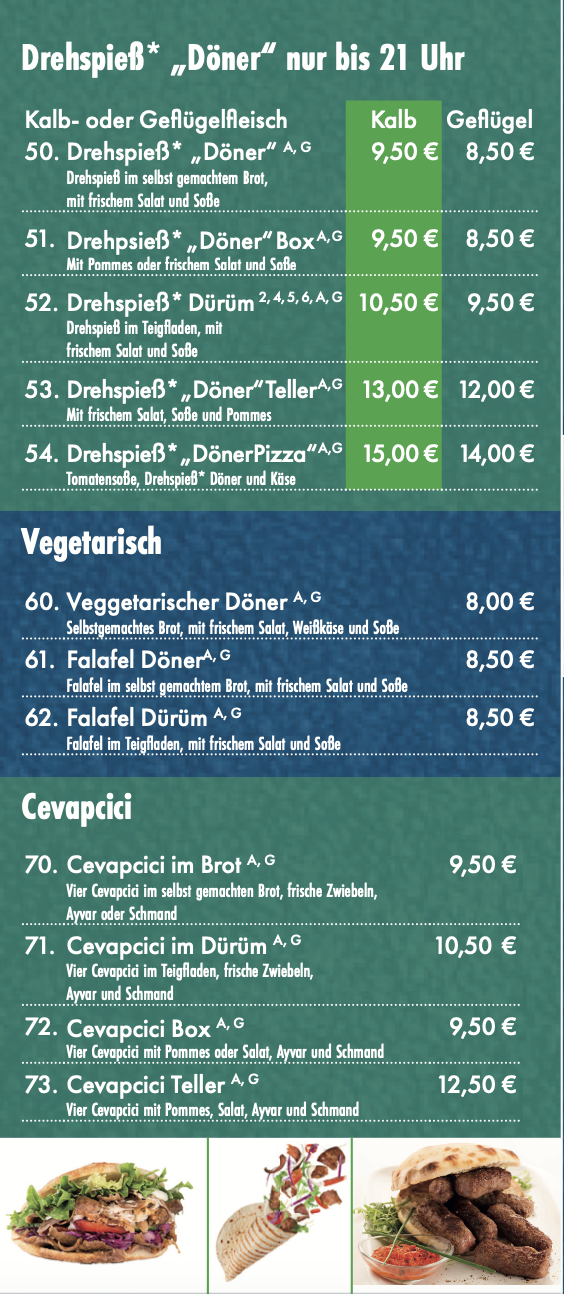 Drehspieß* „Döner“ nur bis 21 Uhr
Kalb- oder Geflügelfleisch Kalb Geflügel
50. Drehspieß* „Döner“ A, G 9,50 € 8,50 €
Drehspieß im selbst gemachtem Brot,
mit frischem Salat und Soße
51. Drehpsieß* „Döner“ Box A,G 9,50 € 8,50 €
Mit Pommes oder frischem Salat und Soße
52. Drehspieß* Dürüm 2, 4, 5, 6, A, G 10,50 € 9,50 €
Drehspieß im Teigfladen, mit
frischem Salat und Soße
53. Drehspieß* „Döner“ Teller A,G 13,00 € 12,00 €
Mit frischem Salat, Soße und Pommes
54. Drehspieß* „DönerPizza“ A,G 15,00 € 14,00 €
Tomatensoße, Drehspieß* Döner und Käse
Vegetarisch
60. Veggetarischer Döner A, G 8,00 €
Selbstgemachtes Brot, mit frischem Salat, Weißkäse und Soße
61. Falafel Döner A, G 8,50 €
Falafel im selbst gemachtem Brot, mit frischem Salat und Soße
62. Falafel Dürüm A, G 8,50 €
Falafel im Teigfladen, mit frischem Salat und Soße
Cevapcici
70. Cevapcici im Brot A, G 9,50 €
Vier Cevapcici im selbst gemachten Brot, frische Zwiebeln,
Ayvar oder Schmand
71. Cevapcici im Dürüm A, G 10,50 €
Vier Cevapcici im Teigfladen, frische Zwiebeln,
Ayvar und Schmand
72. Cevapcici Box A, G 9,50 €
Vier Cevapcici mit Pommes oder Salat, Ayvar und Schmand
73. Cevapcici Teller A, G 12,50 €
Vier Cevapcici mit Pommes, Salat, Ayvar und Schmand